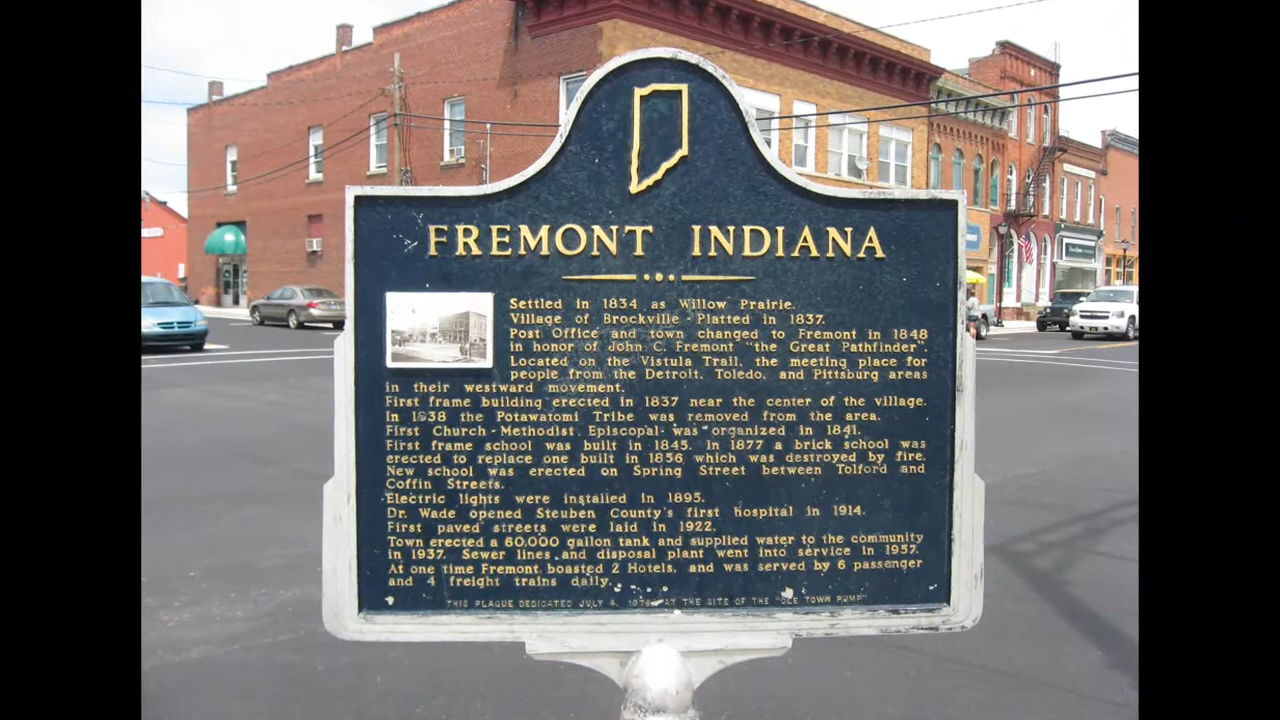 FREMONT INDIANA
Settled in 1834 as Willow Prairie.
Village of Brockville - Platted in 1837.
Post Office and town changed to Fremont in 1848
in honor of John C. Fremont "the Great Pathfinder".
Located on the Vistula Trail, the meeting place for
people from the Detroit, Toledo, and Pittsburg areas
in their westward movement.
First frame building erected in 1837 near the center of the village.
In 1838 the Potawatomi Tribe was removed from the area.
First Church - Methodist Episcopal - was organized in 1841.
First frame school was built in 1845. In 1877 a brick school was
erected to replace one built in 1856 which was destroyed by fire.
New school was erected on Spring Street between Tolford and
Coffin Streets.
Electric lights were installed in 1895.
Dr. Wade opened Steuben County's first hospital in 1914.
First paved streets were laid in 1922.
Town erected a 60,000 gallon tank and supplied water to the community
in 1937. Sewer lines and disposal plant went into service in 1957.
At one time Fremont boasted 2 Hotels, and was served by 6 passenger
and 4 freight trains daily.
THIS PLAQUE DEDICATED JULY 4, 1976, AT THE SITE OF THE "OLE TOWN PUMP"